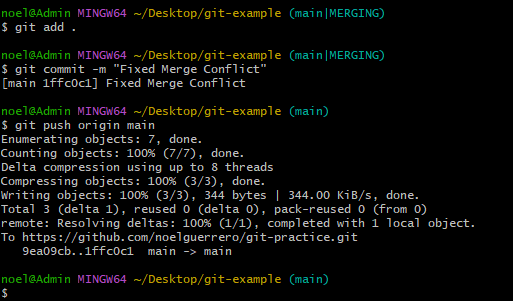 noel@Admin MINGW64 ~/Desktop/git-example (main|MERGING)
$ git add .
noel@Admin MINGW64 ~/Desktop/git-example (main|MERGING)
$ git commit -m "Fixed Merge Conflict"
[main 1ffc0c1] Fixed Merge Conflict
noel@Admin MINGW64 ~/Desktop/git-example (main)
$ git push origin main
Enumerating objects: 7, done.
Counting objects: 100% (7/7), done.
Delta compression using up to 8 threads
Compressing objects: 100% (3/3), done.
Writing objects: 100% (3/3), 344 bytes | 344.00 KiB/s, done.
Total 3 (delta 1), reused 0 (delta 0), pack-reused 0 (from 0)
remote: Resolving deltas: 100% (1/1), completed with 1 local object.
To https://github.com/noelguerrero/git-practice.git
   9ea09cb..1ffc0c1  main -> main
noel@Admin MINGW64 ~/Desktop/git-example (main)
$